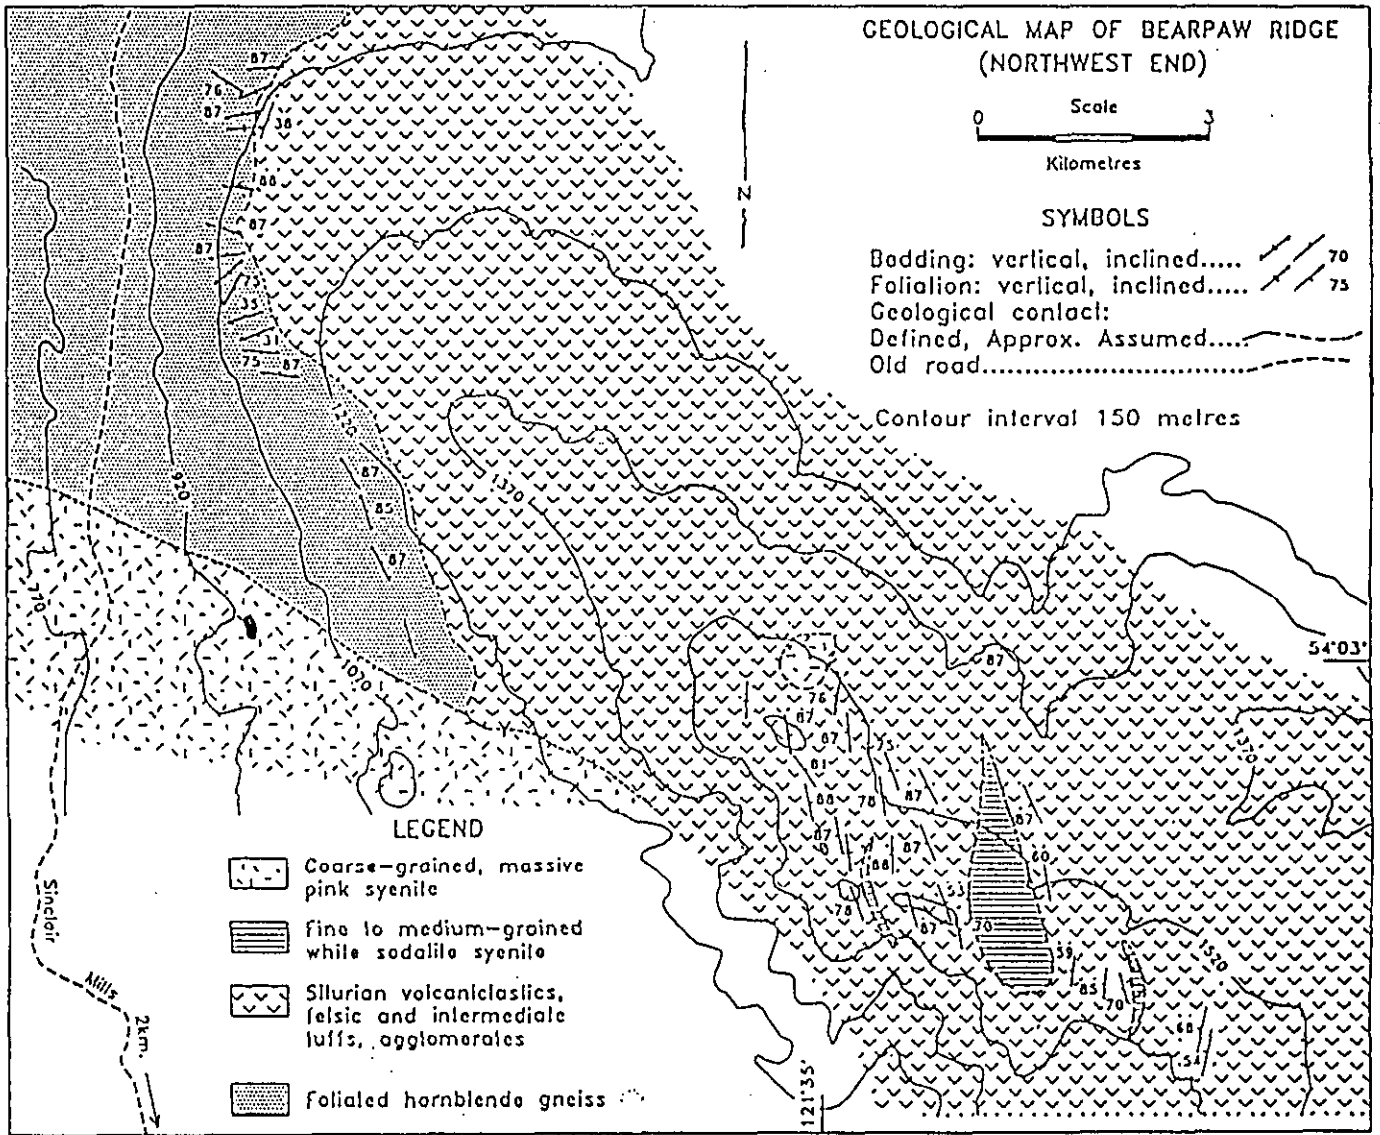 GEOLOGICAL MAP OF BEARPAW RIDGE
(NORTHWEST END)
Scale
0 3
Kilometres
N
SYMBOLS
Bedding: vertical, inclined..... 70
Foliation: vertical, inclined..... 75
Geological contact:
Defined, Approx. Assumed....
Old road
Contour interval 150 metres
87
76
87
38
88
87
87
73
35
75 87
1220
87
85
87
920
770
1070
1370
54°03'
87
76
87
87
81
75
88
78
87
87
87
88
60
53
78
87
70
59
85
70
1370
1520
68
54
121°35'
LEGEND
Coarse-grained, massive
pink syenite
Fine to medium-grained
white sodalite syenite
Silurian volcaniclastics,
felsic and intermediate
tuffs, agglomerates
Foliated hornblende gneiss
Sinclair
Mills
2km.